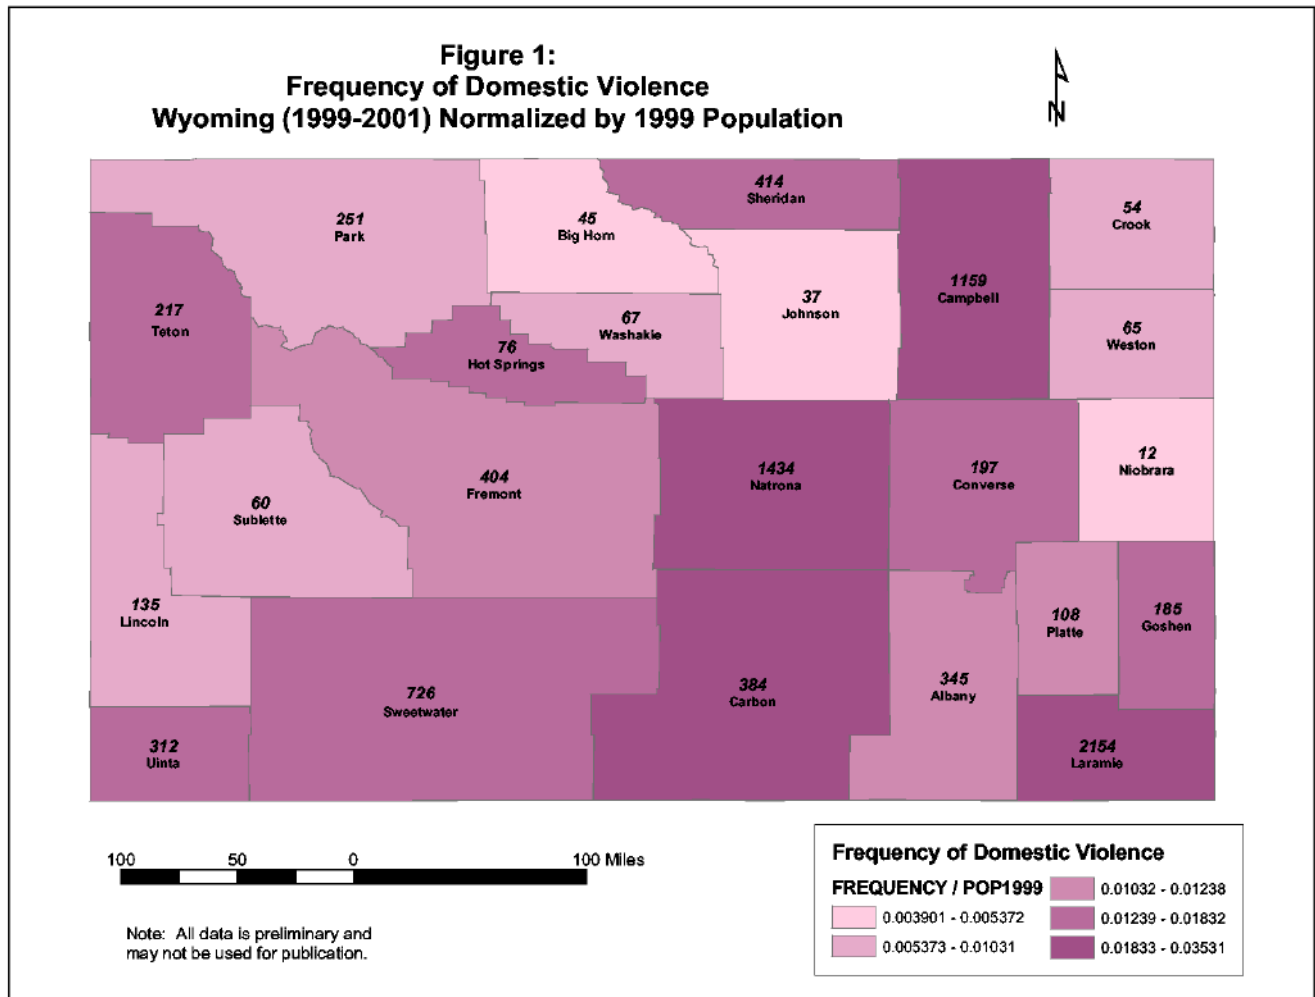 Figure 1:
Frequency of Domestic Violence
Wyoming (1999-2001) Normalized by 1999 Population
N
414
Sheridan
54
Crook
251
Park
45
Big Horn
1159
Campbell
37
Johnson
217
Teton
67
Washakie
65
Weston
76
Hot Springs
12
Niobrara
1434
Natrona
197
Converse
404
Fremont
60
Sublette
135
Lincoln
108
Platte
185
Goshen
345
Albany
384
Carbon
726
Sweetwater
312
Uinta
2154
Laramie
100 50 0 100 Miles
Note: All data is preliminary and
may not be used for publication.
Frequency of Domestic Violence
FREQUENCY / POP1999
0.003901 - 0.005372
0.005373 - 0.01031
0.01032 - 0.01238
0.01239 - 0.01832
0.01833 - 0.03531